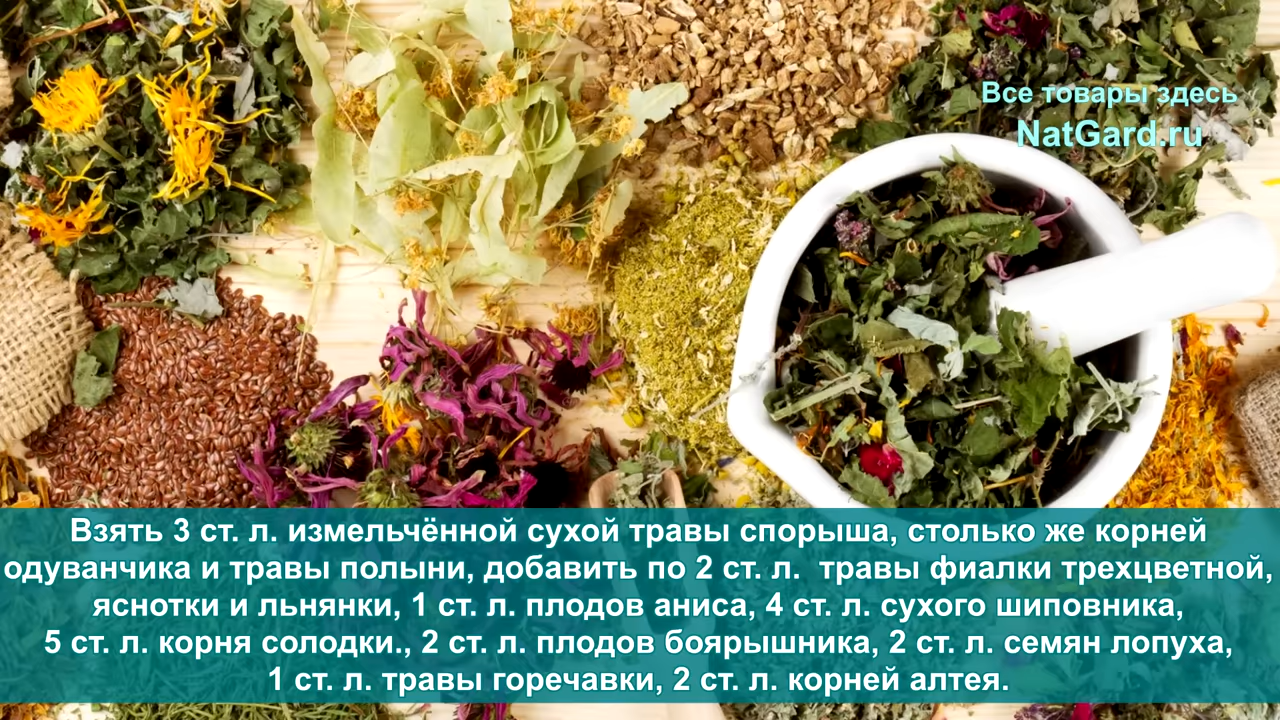 Все товары здесь
NatGard.ru
Взять 3 ст. л. измельчённой сухой травы спорыша, столько же корней
одуванчика и травы полыни, добавить по 2 ст. л.  травы фиалки трехцветной,
яснотки и льнянки, 1 ст. л. плодов аниса, 4 ст. л. сухого шиповника,
5 ст. л. корня солодки., 2 ст. л. плодов боярышника, 2 ст. л. семян лопуха,
1 ст. л. травы горечавки, 2 ст. л. корней алтея.